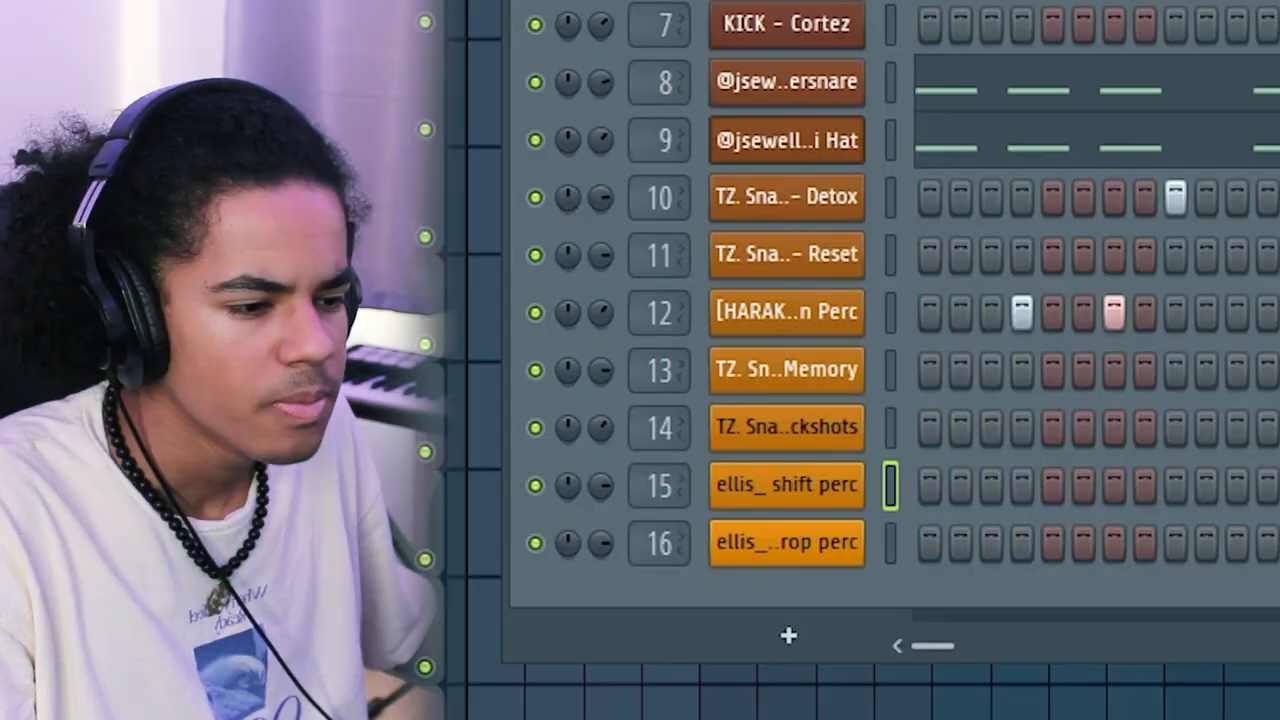 7 KICK - Cortez
8 @jsew..ersnare
9 @jsewell..i Hat
10 TZ. Sna..- Detox
11 TZ. Sna..- Reset
12 [HARAK..n Perc
13 TZ. Sn..Memory
14 TZ. Sna..ckshots
15 ellis_ shift perc
16 ellis_..rop perc
+
<